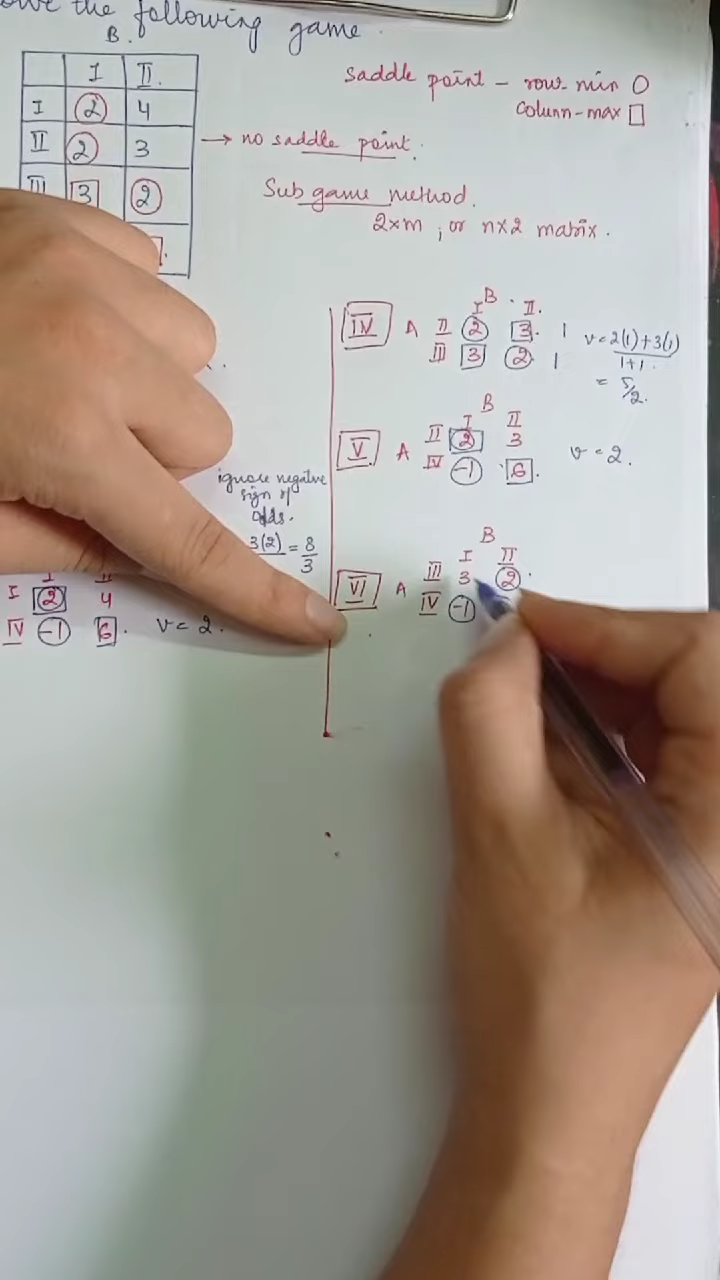 the following game.
B.
I II.
I 2 4
II 2 3
III 3 2
→ no saddle point.
saddle point - row-min O
column-max □
Sub game method.
2×m, or n×2 matrix.
B
I II.
IV A II 2 3. 1
III 3 2 1
v = 2(1)+3(1)
1+1
= 5/2.
B
I II
V A II 2 3
IV -1 6.
v = 2.
ignore negative
sign of
odds.
3(2) = 8
3
I 2 4
IV -1 6. v = 2.
B
I II
VI A III 3 2
IV -1